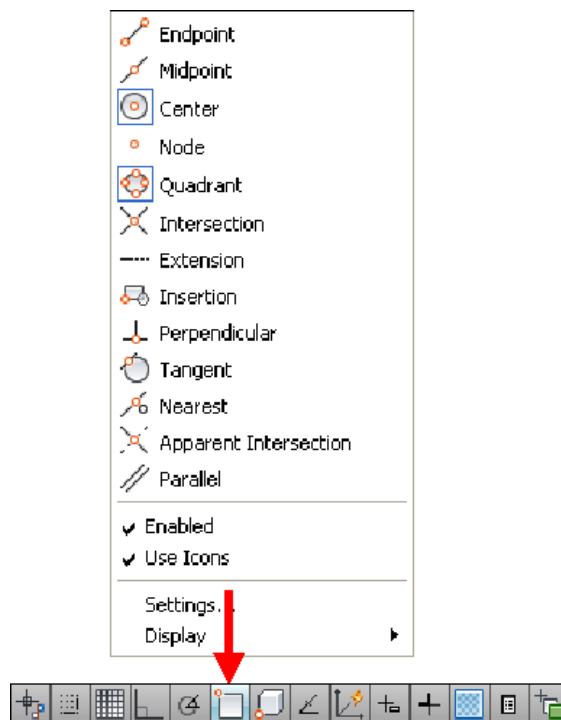 Endpoint
Midpoint
Center
Node
Quadrant
Intersection
Extension
Insertion
Perpendicular
Tangent
Nearest
Apparent Intersection
Parallel
Enabled
Use Icons
Settings...
Display